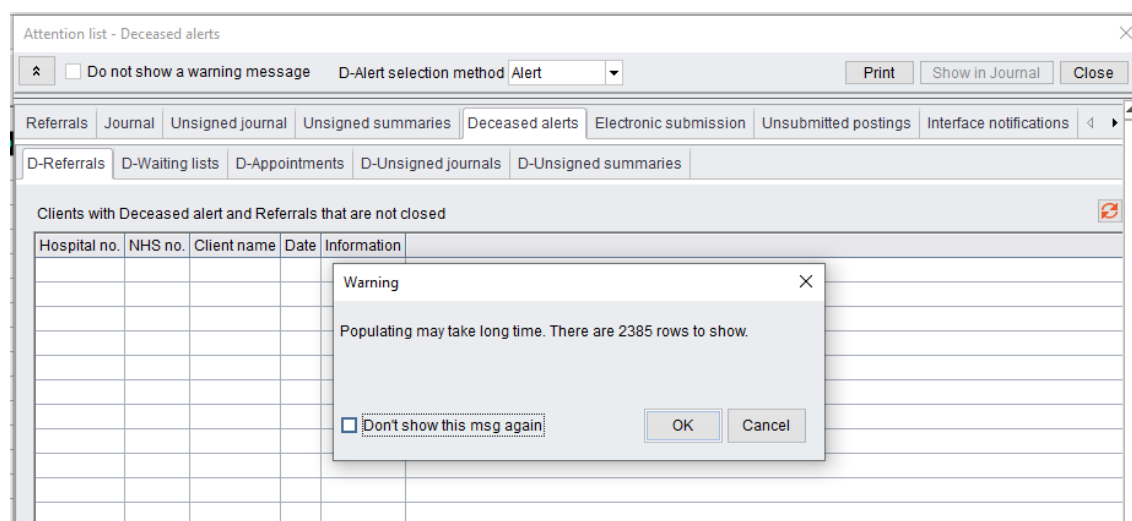 Attention list - Deceased alerts
Do not show a warning message D-Alert selection method Alert Print Show in Journal Close
Referrals Journal Unsigned journal Unsigned summaries Deceased alerts Electronic submission Unsubmitted postings Interface notifications
D-Referrals D-Waiting lists D-Appointments D-Unsigned journals D-Unsigned summaries
Clients with Deceased alert and Referrals that are not closed
Hospital no. NHS no. Client name Date Information
Warning
Populating may take long time. There are 2385 rows to show.
Don't show this msg again OK Cancel